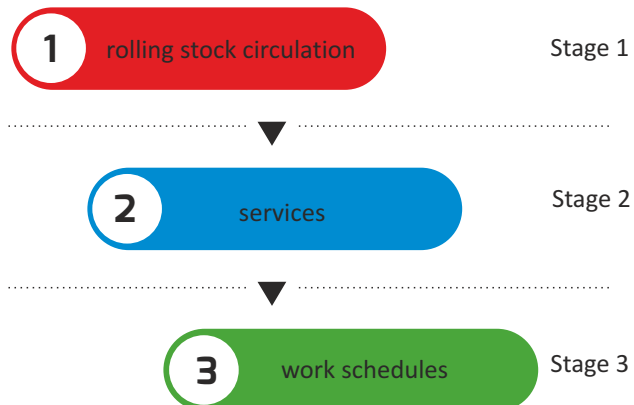 1 rolling stock circulation Stage 1
2 services Stage 2
3 work schedules Stage 3